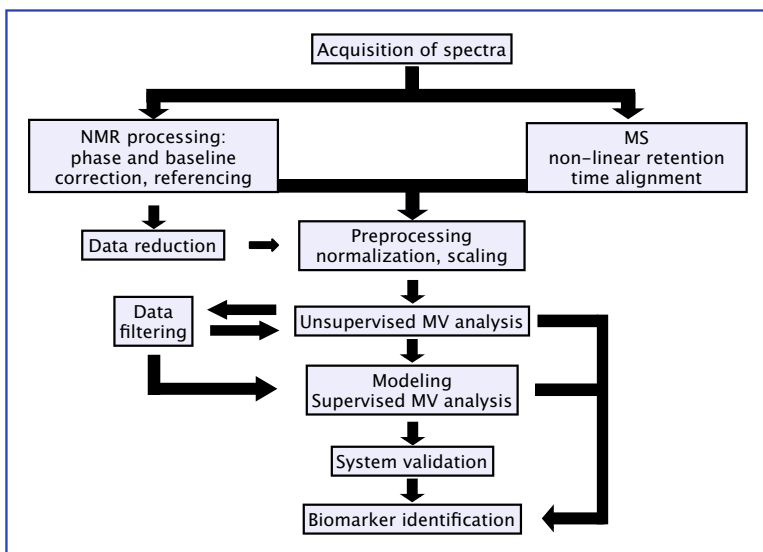 Acquisition of spectra
NMR processing:
phase and baseline
correction, referencing
MS
non-linear retention
time alignment
Data reduction
Preprocessing
normalization, scaling
Data
filtering
Unsupervised MV analysis
Modeling
Supervised MV analysis
System validation
Biomarker identification